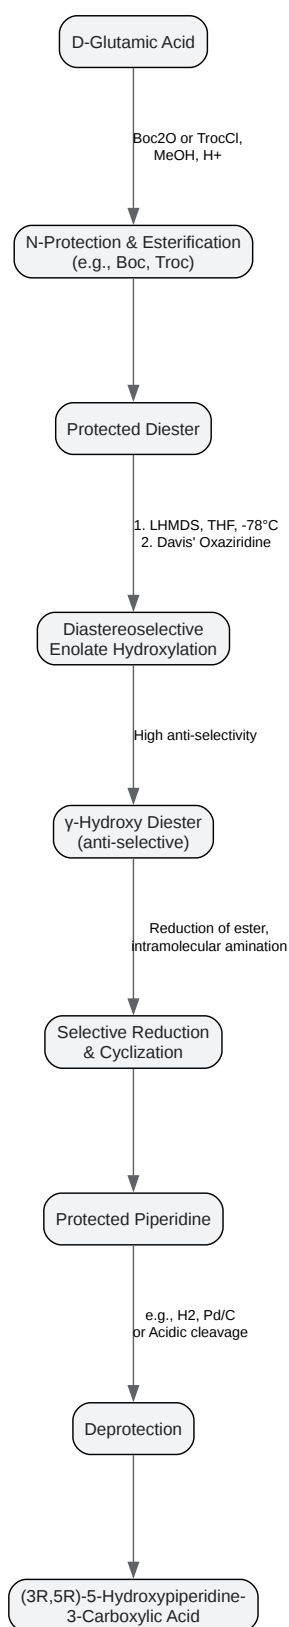 D-Glutamic Acid
Boc2O or TrocCl,
MeOH, H+
N-Protection & Esterification
(e.g., Boc, Troc)
Protected Diester
1. LHMDS, THF, -78°C
2. Davis' Oxaziridine
Diastereoselective
Enolate Hydroxylation
High anti-selectivity
γ-Hydroxy Diester
(anti-selective)
Reduction of ester,
intramolecular amination
Selective Reduction
& Cyclization
Protected Piperidine
e.g., H2, Pd/C
or Acidic cleavage
Deprotection
(3R,5R)-5-Hydroxypiperidine-
3-Carboxylic Acid